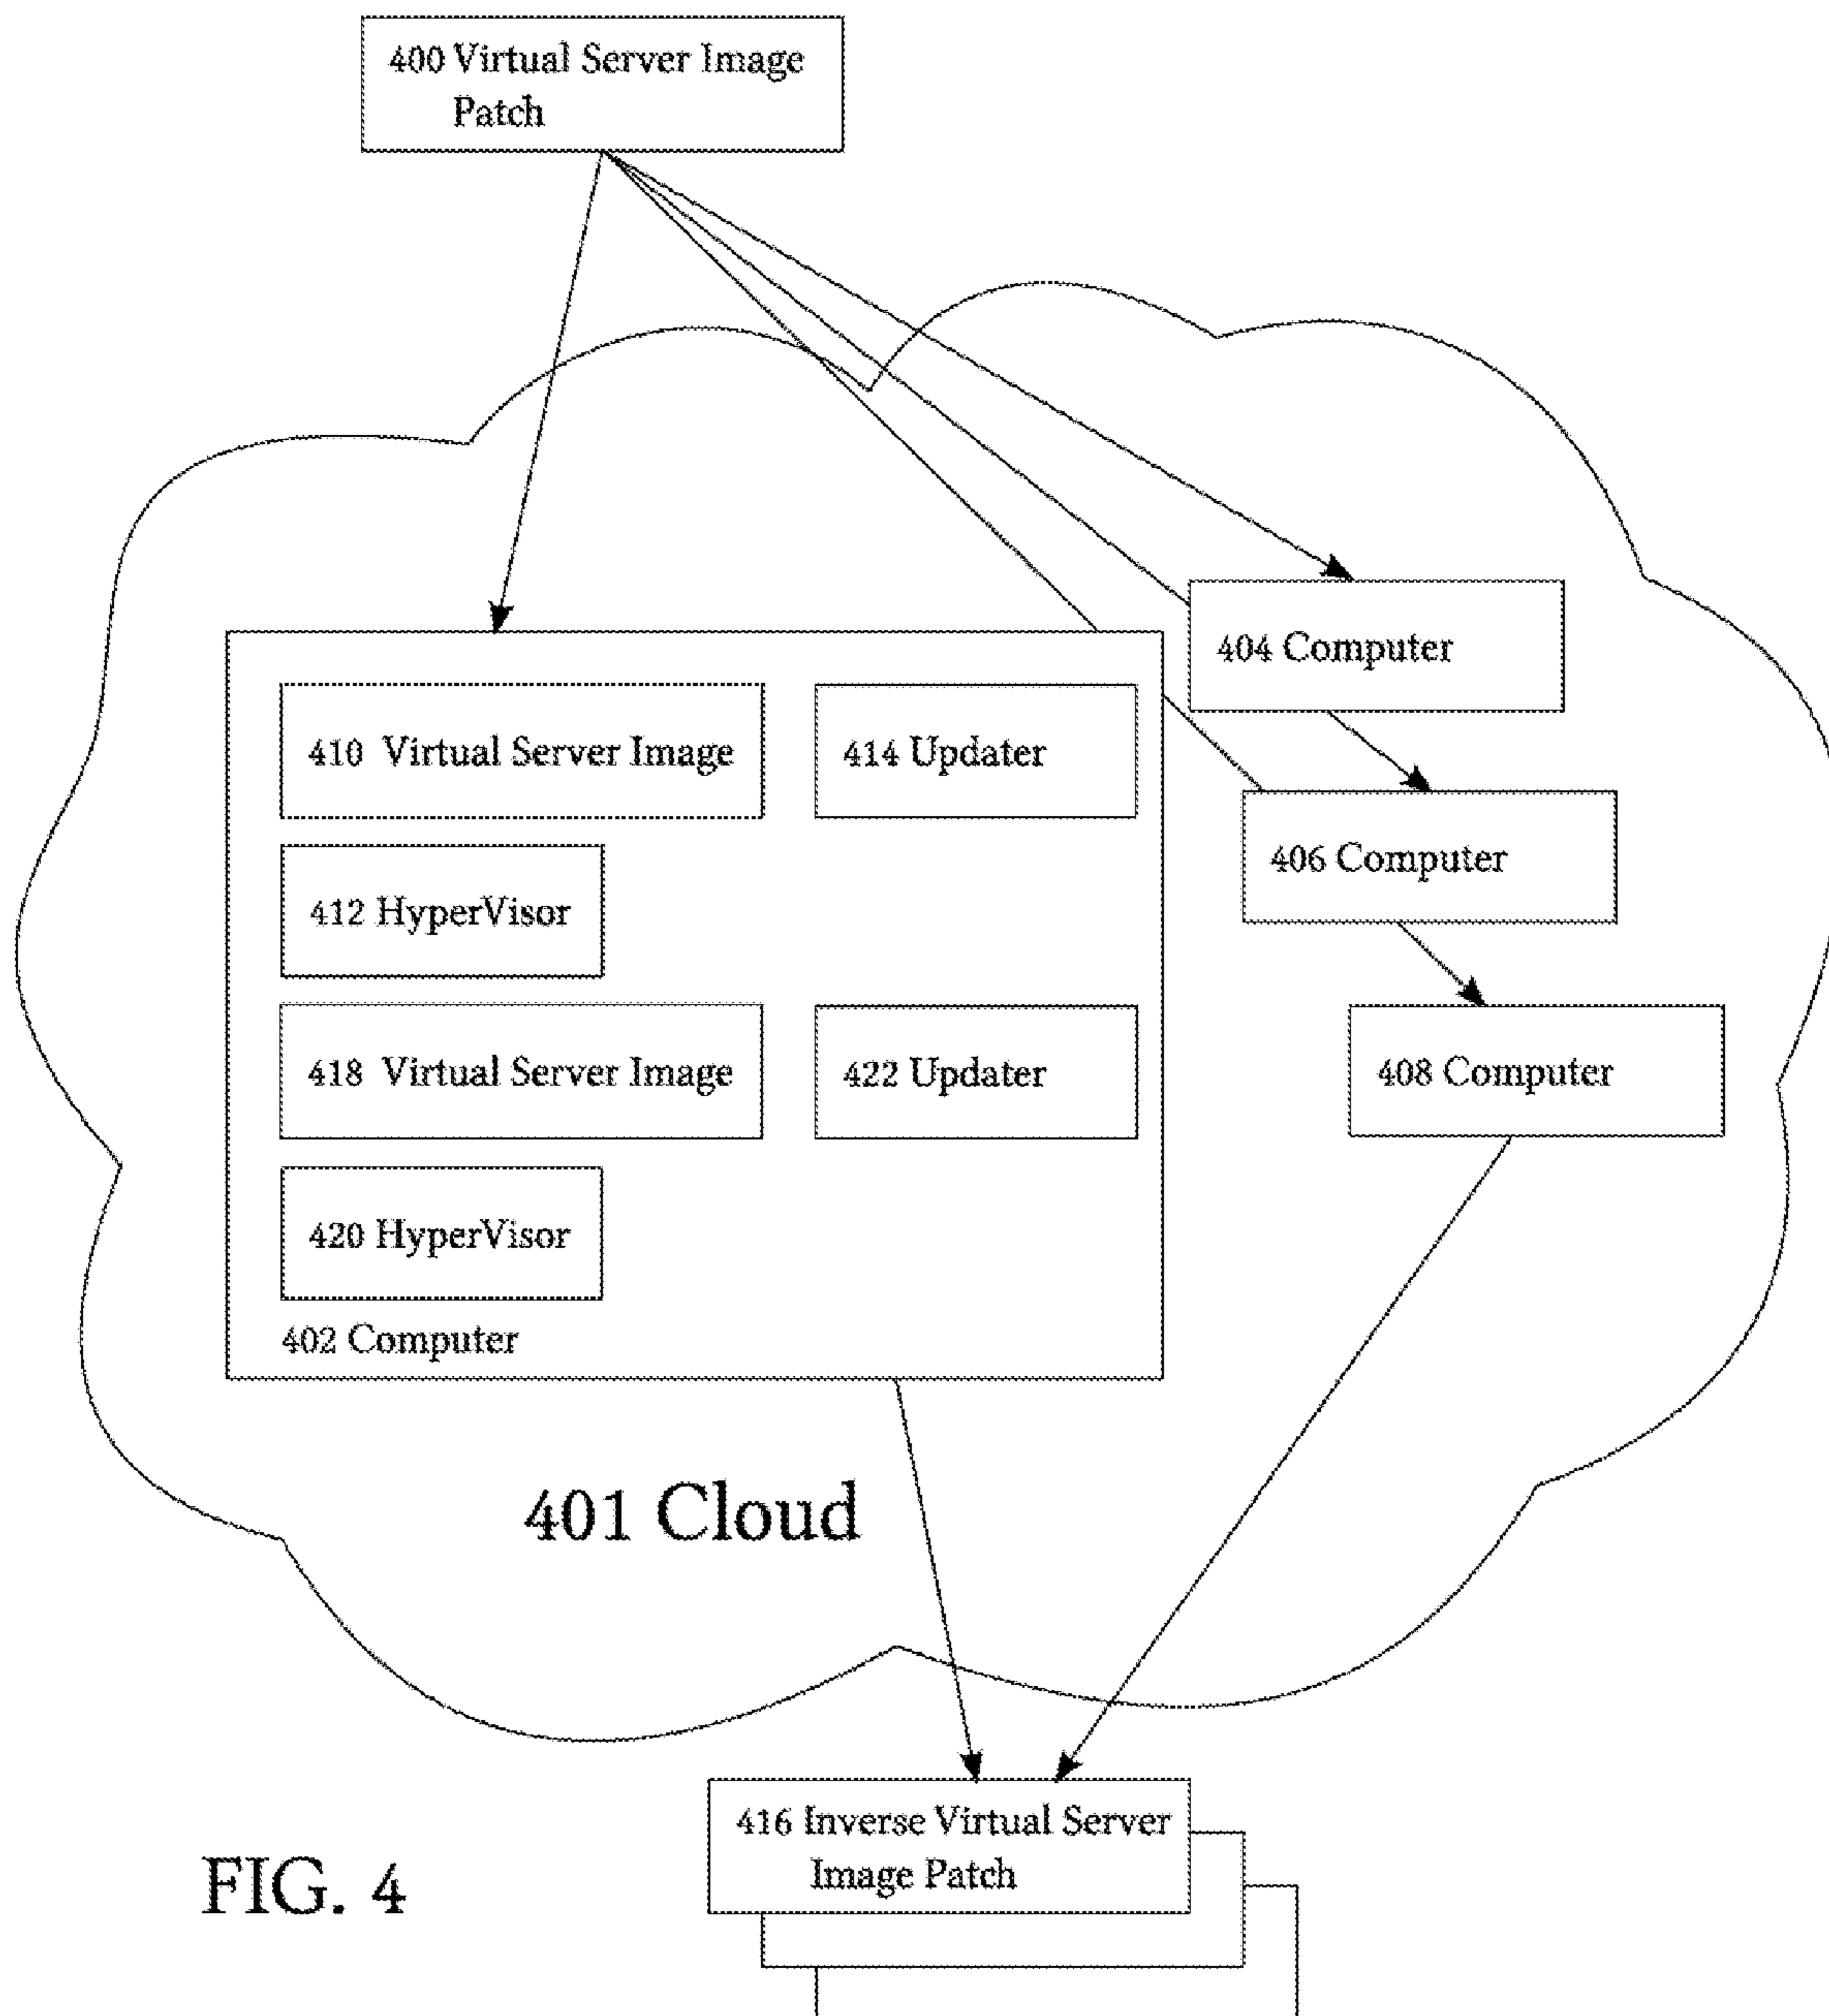 400 Virtual Server Image
Patch
404 Computer
410 Virtual Server Image
414 Updater
406 Computer
412 HyperVisor
418 Virtual Server Image
422 Updater
408 Computer
420 HyperVisor
402 Computer
401 Cloud
416 Inverse Virtual Server
Image Patch
FIG. 4